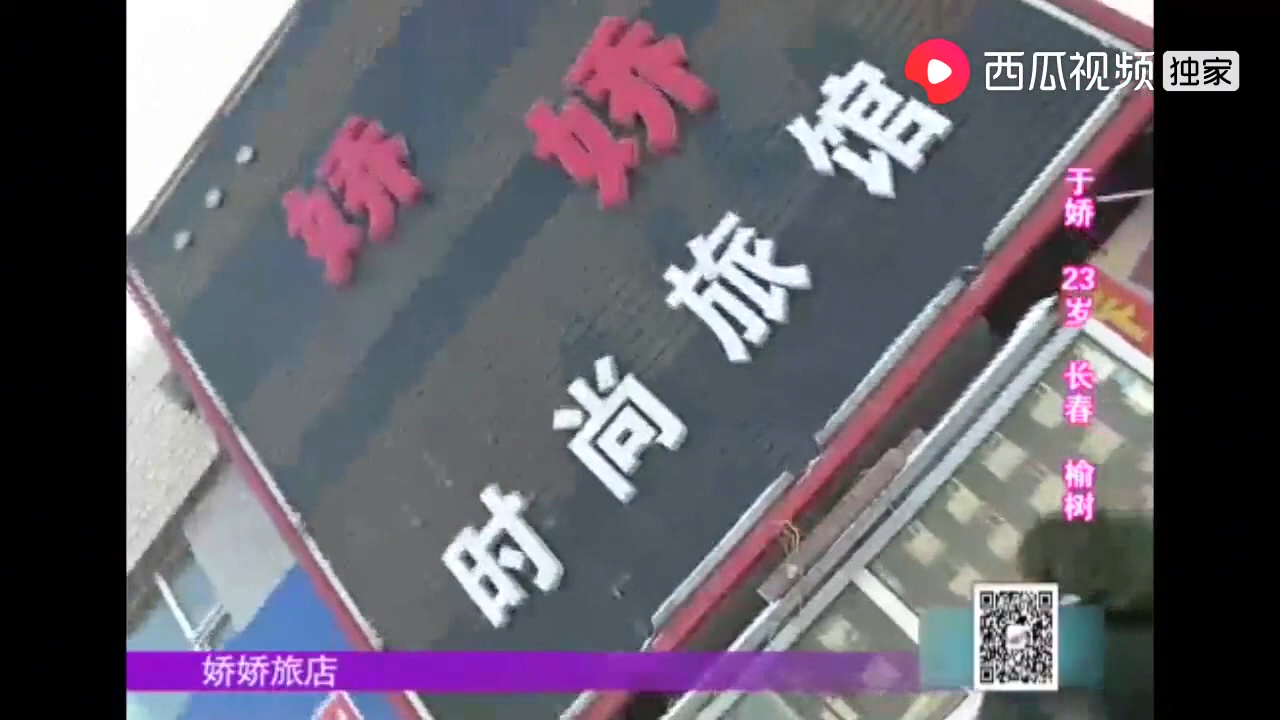 西瓜视频 独家
娇娇
时尚旅馆
于娇 23岁 长春 榆树
娇娇旅店